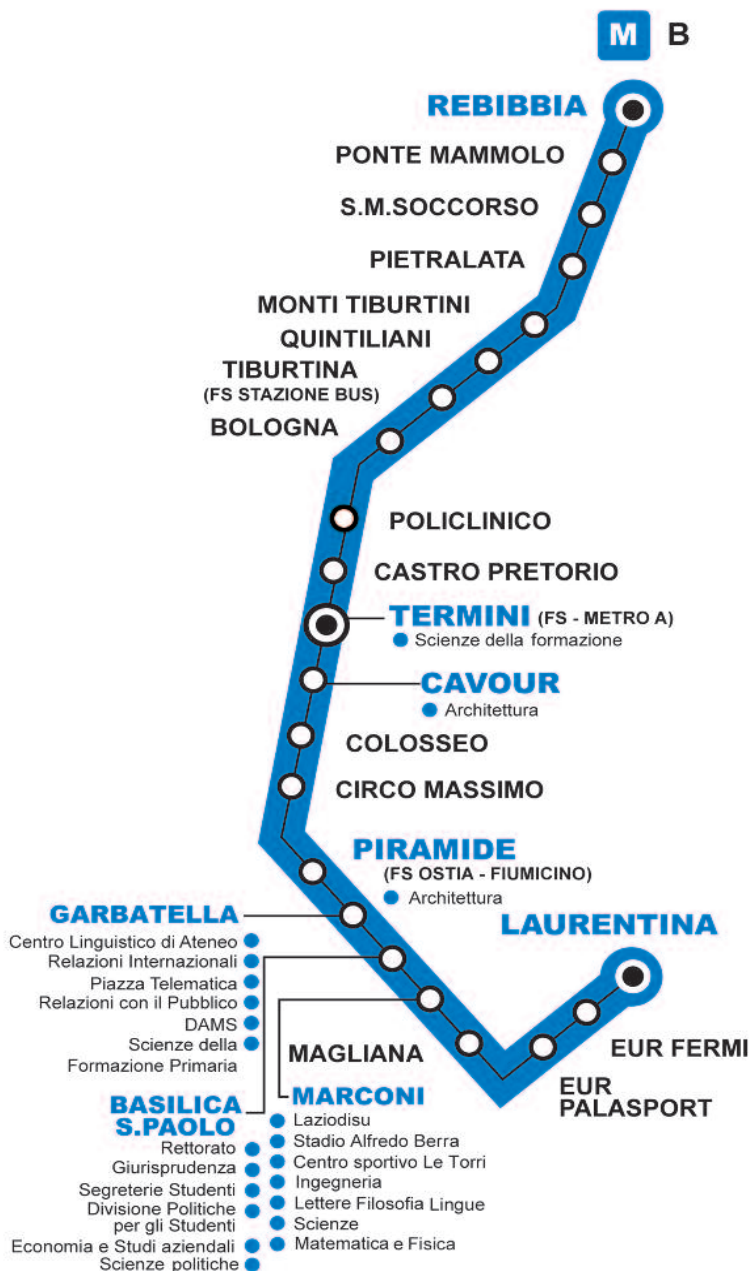 M B
REBIBBIA
PONTE MAMMOLO
S.M.SOCCORSO
PIETRALATA
MONTI TIBURTINI
QUINTILIANI
TIBURTINA
(FS STAZIONE BUS)
BOLOGNA
POLICLINICO
CASTRO PRETORIO
TERMINI (FS - METRO A)
Scienze della formazione
CAVOUR
Architettura
COLOSSEO
CIRCO MASSIMO
PIRAMIDE
(FS OSTIA - FIUMICINO)
Architettura
GARBATELLA
Centro Linguistico di Ateneo
Relazioni Internazionali
Piazza Telematica
Relazioni con il Pubblico
DAMS
Scienze della
Formazione Primaria
LAURENTINA
EUR FERMI
EUR
PALASPORT
MAGLIANA
BASILICA
S.PAOLO
Rettorato
Giurisprudenza
Segreterie Studenti
Divisione Politiche
per gli Studenti
Economia e Studi aziendali
Scienze politiche
MARCONI
Laziodisu
Stadio Alfredo Berra
Centro sportivo Le Torri
Ingegneria
Lettere Filosofia Lingue
Scienze
Matematica e Fisica